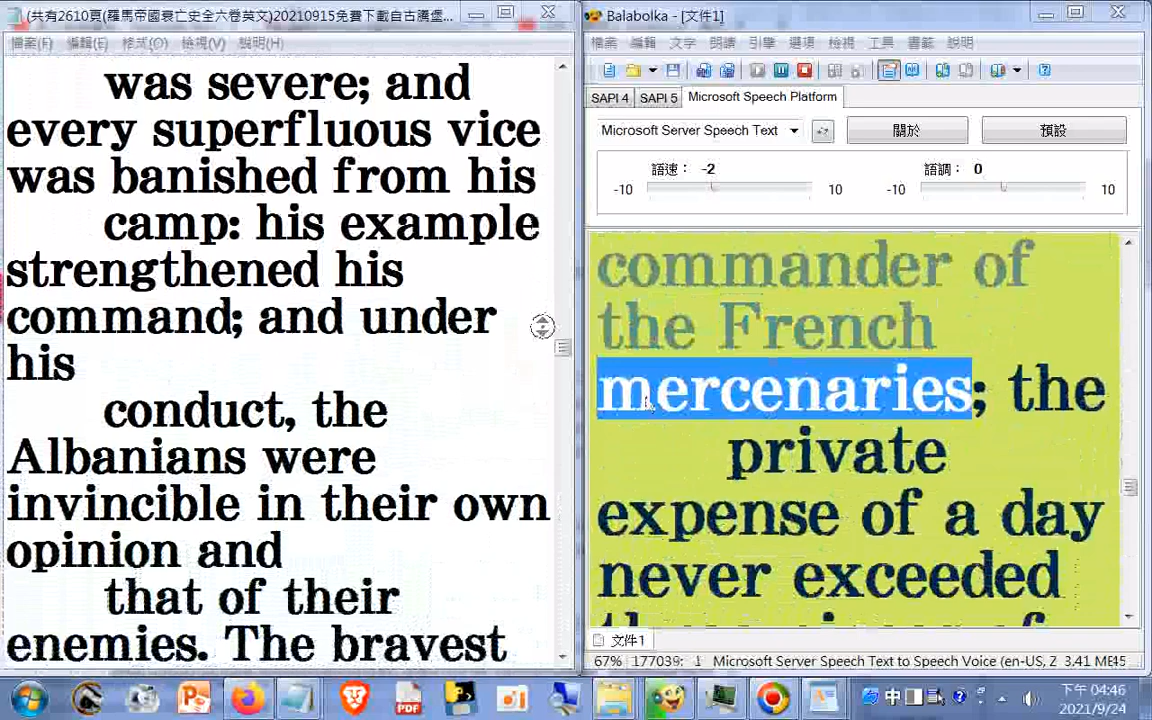 (共有2610頁(羅馬帝國衰亡史全六卷英文)20210915免費下載自古騰堡...
檔案(F) 編輯(E) 格式(O) 檢視(V) 說明(H)
was severe; and
every superfluous vice
was banished from his
camp: his example
strengthened his
command; and under
his
conduct, the
Albanians were
invincible in their own
opinion and
that of their
enemies. The bravest
Balabolka - [文件1]
檔案 編輯 文字 朗讀 引擎 選項 檢視 工具 書籤 說明
SAPI 4 SAPI 5 Microsoft Speech Platform
Microsoft Server Speech Text 關於 預設
語速： -2 語調： 0
-10 10 -10 10
commander of
the French
mercenaries; the
private
expense of a day
never exceeded
文件1
67% 177039: 1 Microsoft Server Speech Text to Speech Voice (en-US, Z 3,41 ME45
PDF
中
下午 04:46
2021/9/24